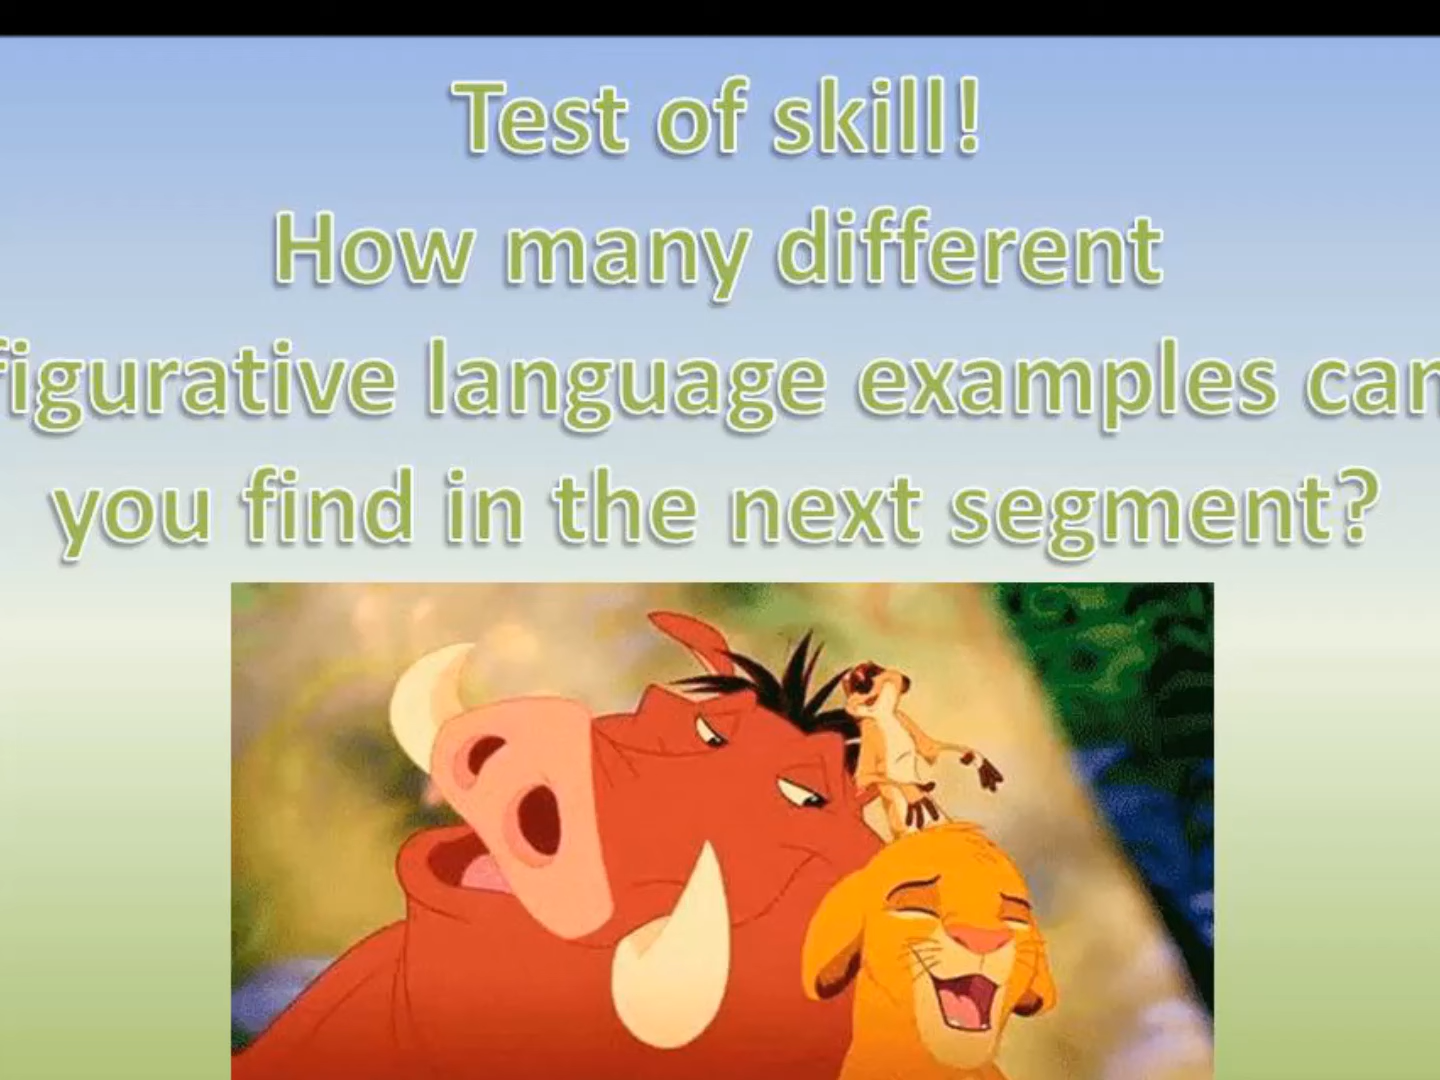 Test of skill!
How many different
figurative language examples can
you find in the next segment?